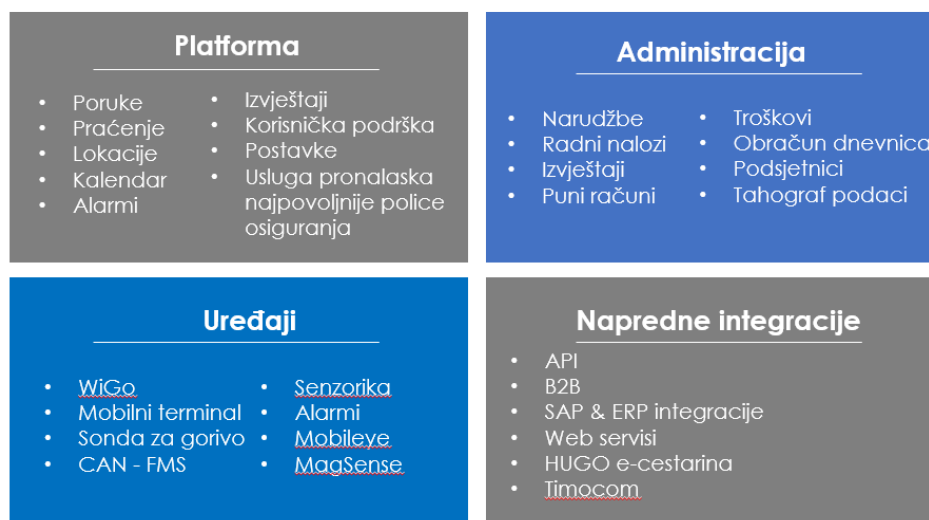 Platforma
Poruke
Praćenje
Lokacije
Kalendar
Alarmi
Izvještaji
Korisnička podrška
Postavke
Usluga pronalaska
najpovoljnije police
osiguranja
Administracija
Narudžbe
Radni nalozi
Izvještaji
Puni računi
Troškovi
Obračun dnevnica
Podsjetnici
Tahograf podaci
Uređaji
WiGo
Mobilni terminal
Sonda za gorivo
CAN - FMS
Senzorika
Alarmi
Mobileye
MagSense
Napredne integracije
API
B2B
SAP & ERP integracije
Web servisi
HUGO e-cestarina
Timocom